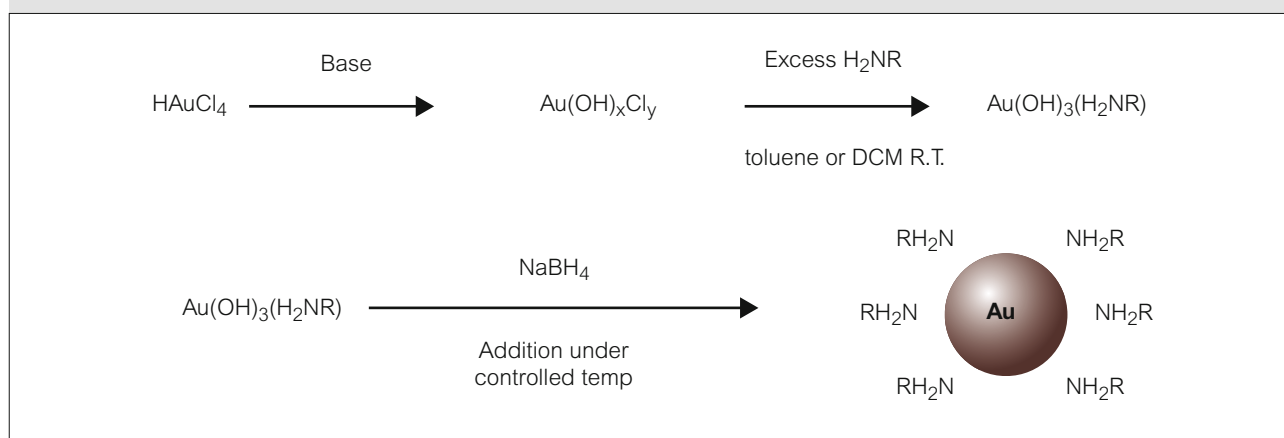 Base
Excess H₂NR
HAuCl₄
Au(OH)ₓClᵧ
Au(OH)₃(H₂NR)
toluene or DCM R.T.
RH₂N
NH₂R
NaBH₄
Au(OH)₃(H₂NR)
RH₂N
Au
NH₂R
Addition under
controlled temp
RH₂N
NH₂R